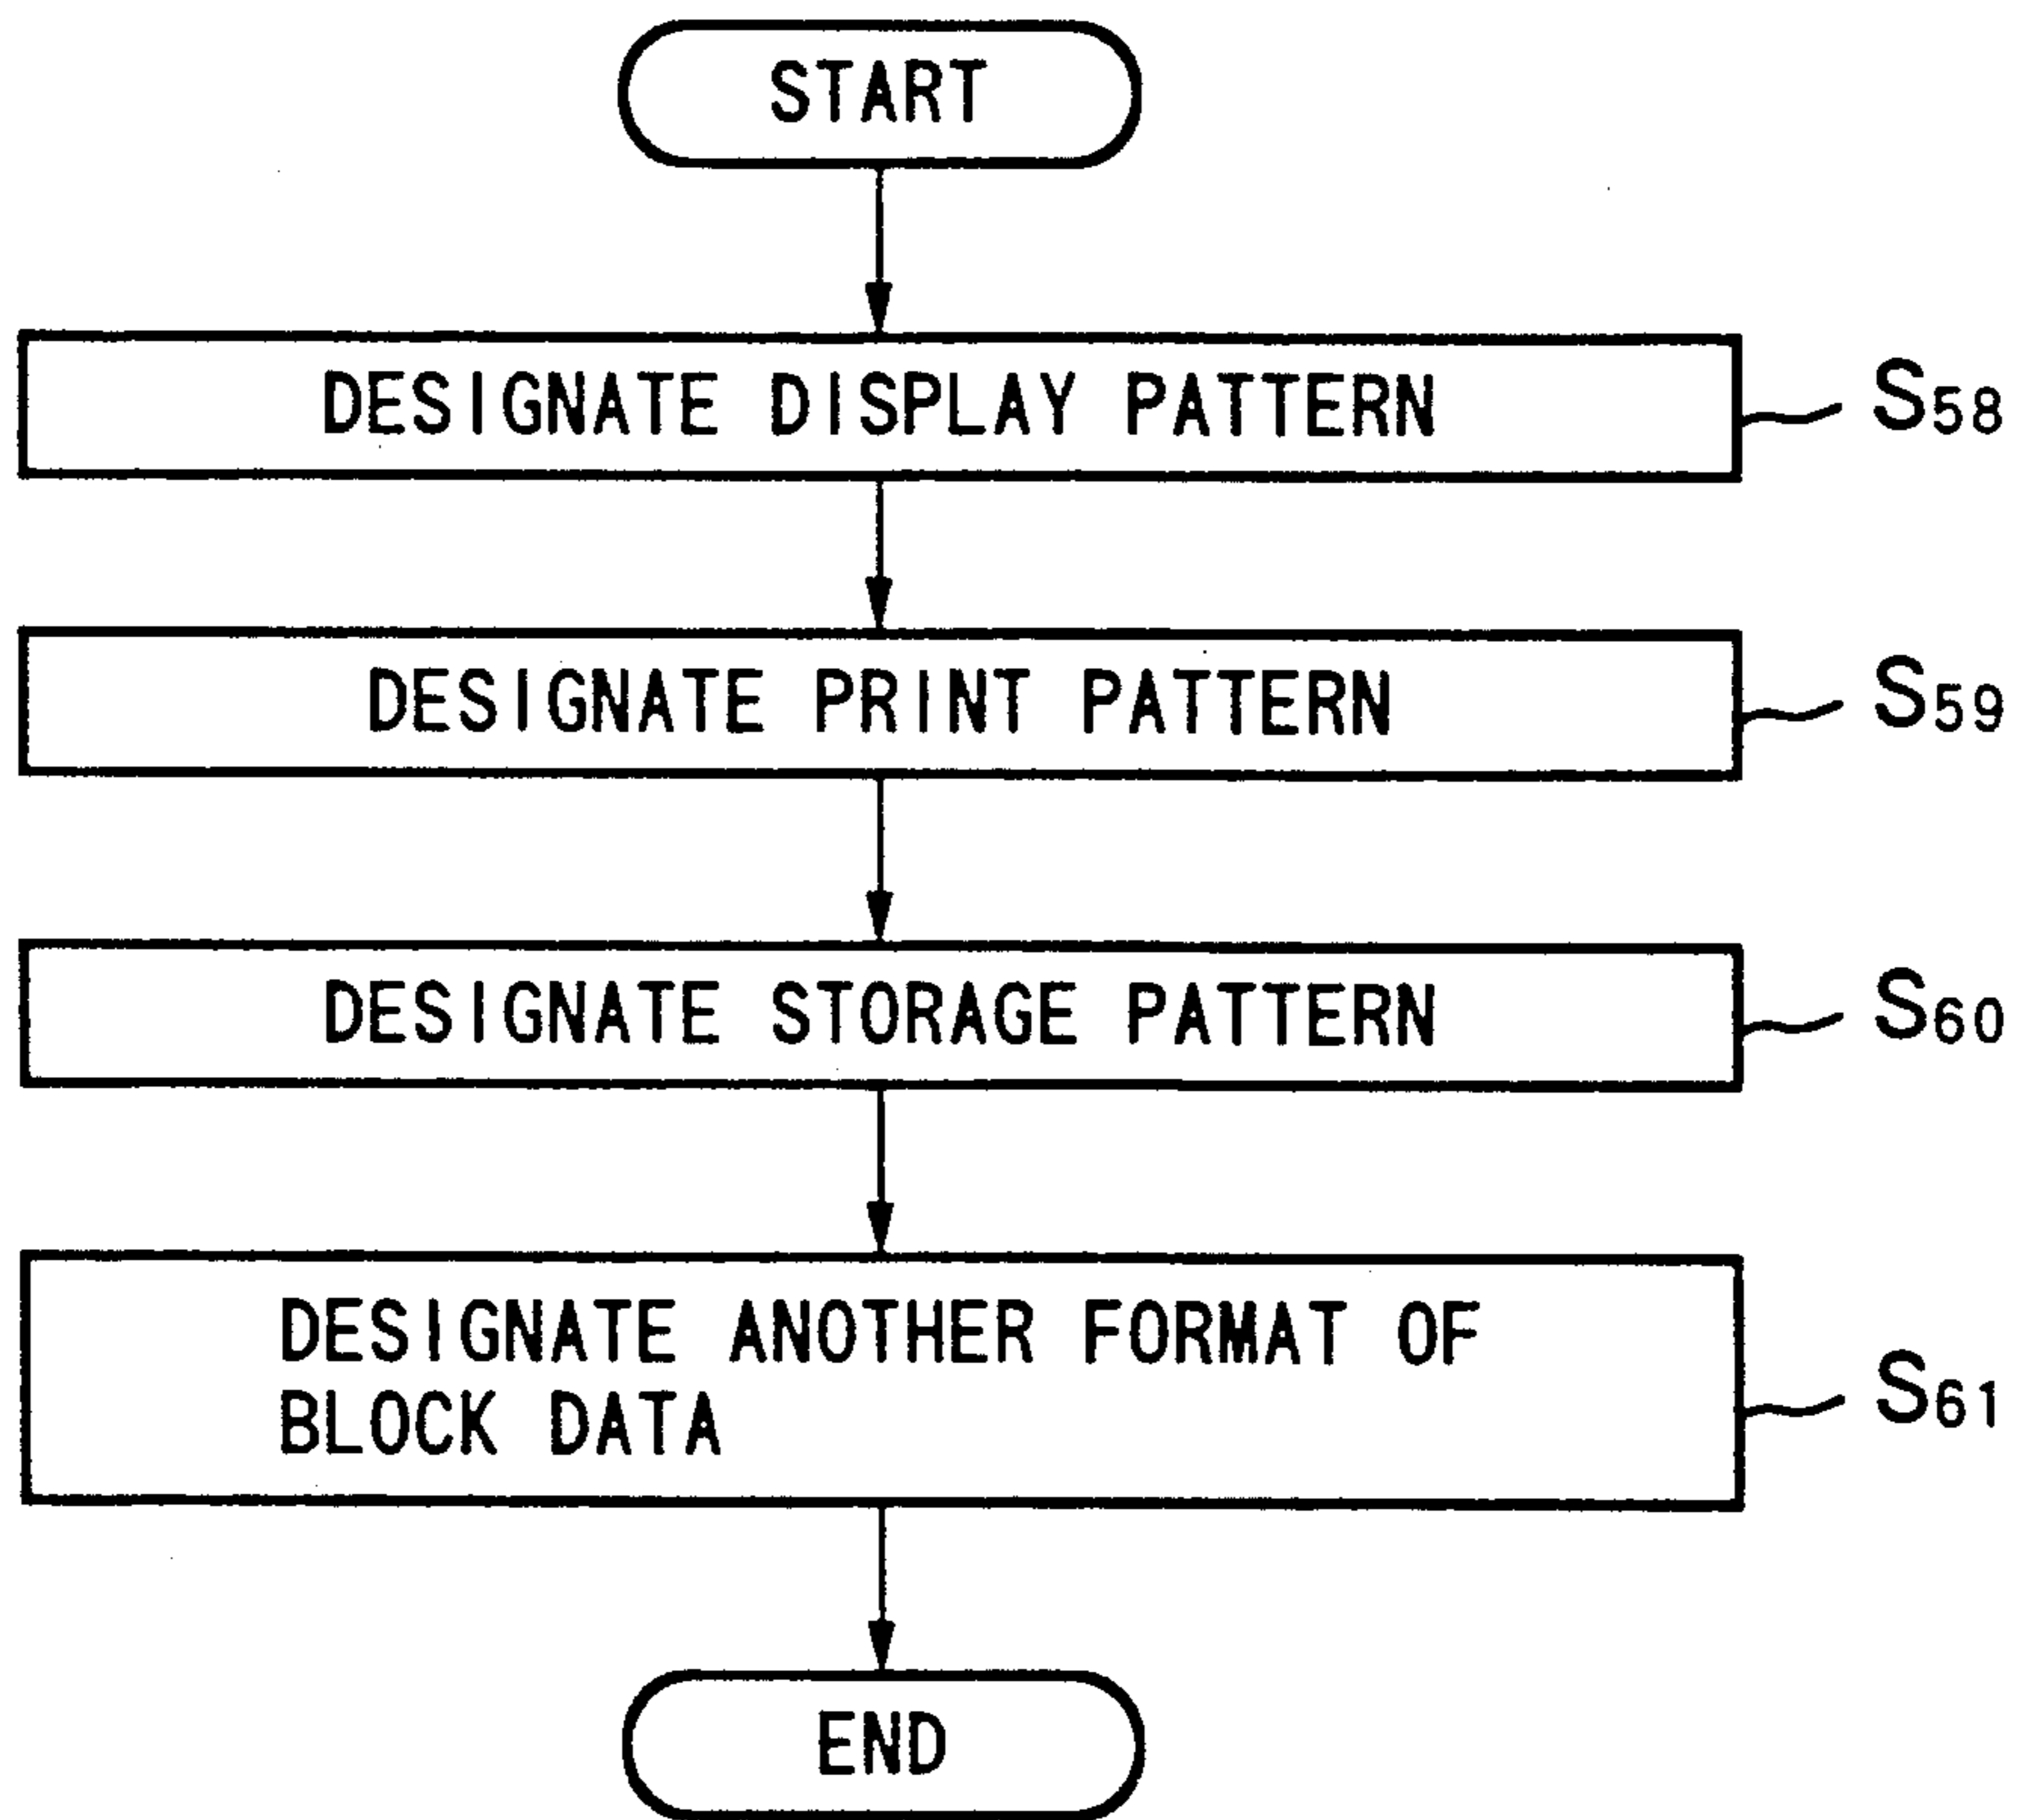 START
DESIGNATE DISPLAY PATTERN
S58
DESIGNATE PRINT PATTERN
S59
DESIGNATE STORAGE PATTERN
S60
DESIGNATE ANOTHER FORMAT OF
BLOCK DATA
S61
END